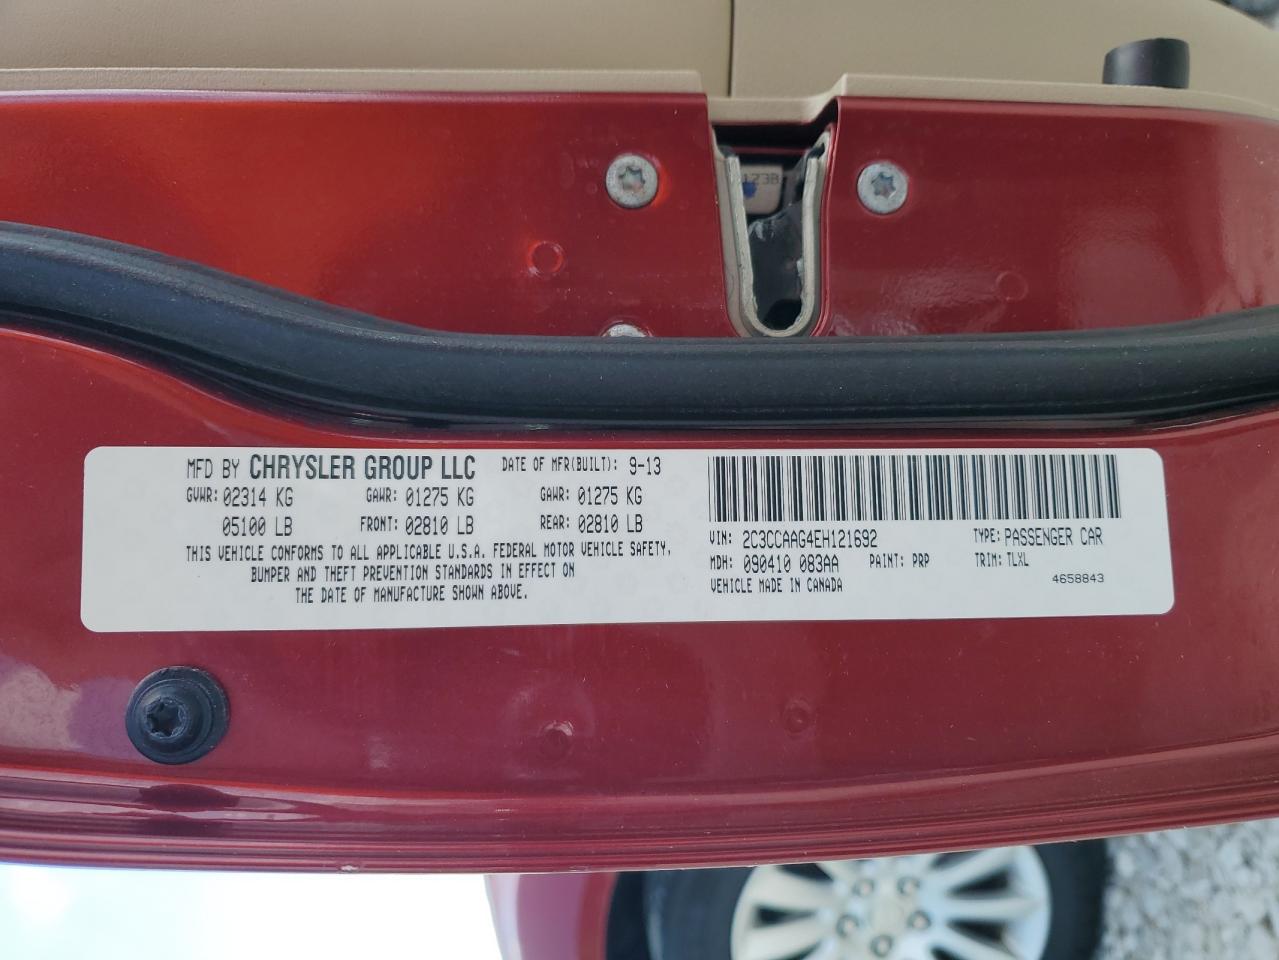 123B
MFD BY CHRYSLER GROUP LLC DATE OF MFR(BUILT): 9-13
GVWR: 02314 KG GAWR: 01275 KG GAWR: 01275 KG
05100 LB FRONT: 02810 LB REAR: 02810 LB
THIS VEHICLE CONFORMS TO ALL APPLICABLE U.S.A. FEDERAL MOTOR VEHICLE SAFETY,
BUMPER AND THEFT PREVENTION STANDARDS IN EFFECT ON
THE DATE OF MANUFACTURE SHOWN ABOVE.
VIN: 2C3CCAAG4EH121692 TYPE: PASSENGER CAR
MDH: 090410 083AA PAINT: PRP TRIM: TLXL
VEHICLE MADE IN CANADA 4658843